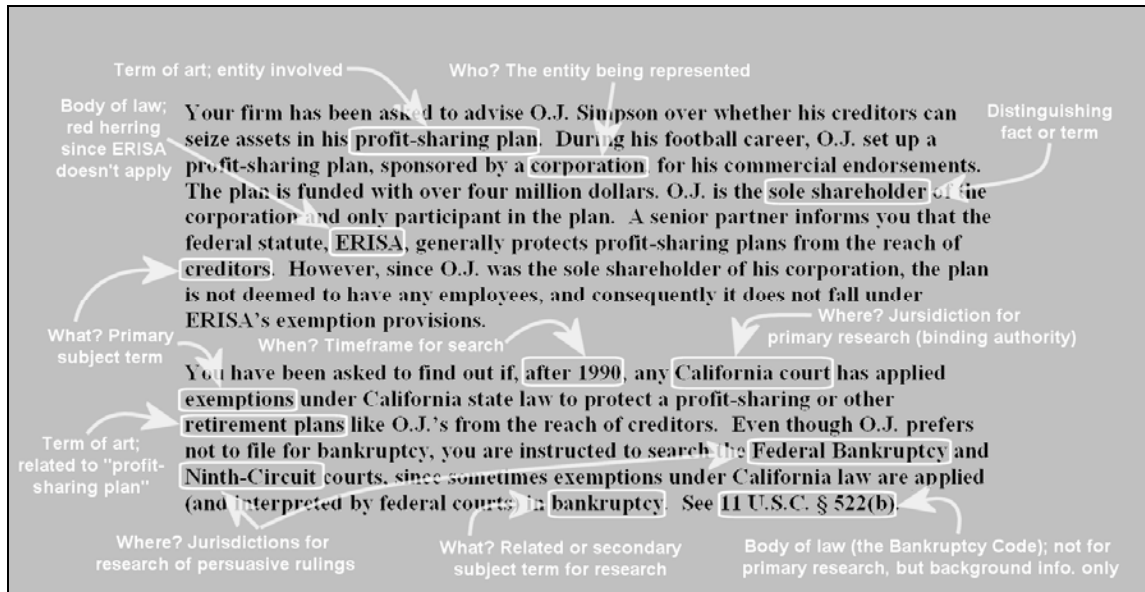 Term of art; entity involved
Who? The entity being represented
Body of law;
red herring
since ERISA
doesn't apply
Distinguishing
fact or term
Your firm has been asked to advise O.J. Simpson over whether his creditors can
seize assets in his profit-sharing plan. During his football career, O.J. set up a
profit-sharing plan, sponsored by a corporation, for his commercial endorsements.
The plan is funded with over four million dollars. O.J. is the sole shareholder of the
corporation and only participant in the plan. A senior partner informs you that the
federal statute, ERISA, generally protects profit-sharing plans from the reach of
creditors. However, since O.J. was the sole shareholder of his corporation, the plan
is not deemed to have any employees, and consequently it does not fall under
ERISA's exemption provisions.
What? Primary
subject term
When? Timeframe for search
Where? Jursidiction for
primary research (binding authority)
You have been asked to find out if, after 1990, any California court has applied
exemptions under California state law to protect a profit-sharing or other
retirement plans like O.J.'s from the reach of creditors. Even though O.J. prefers
not to file for bankruptcy, you are instructed to search the Federal Bankruptcy and
Ninth-Circuit courts, since sometimes exemptions under California law are applied
(and interpreted by federal courts) in bankruptcy. See 11 U.S.C. § 522(b).
Term of art;
related to "profit-
sharing plan"
Where? Jurisdictions for
research of persuasive rulings
What? Related or secondary
subject term for research
Body of law (the Bankruptcy Code); not for
primary research, but background info. only